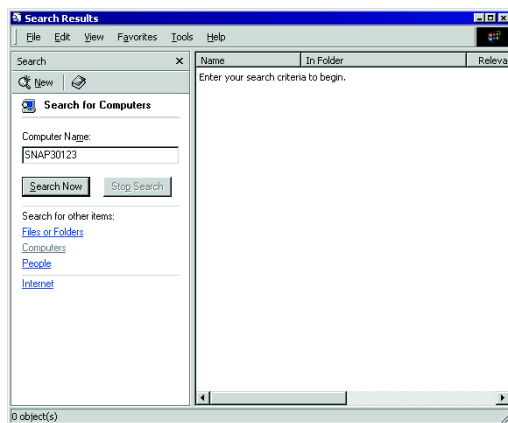 Search Results
File Edit View Favorites Tools Help
Search
New
Search for Computers
Computer Name:
SNAP30123
Search Now Stop Search
Search for other items:
Files or Folders
Computers
People
Internet
Name In Folder Releva
Enter your search criteria to begin.
0 object(s)